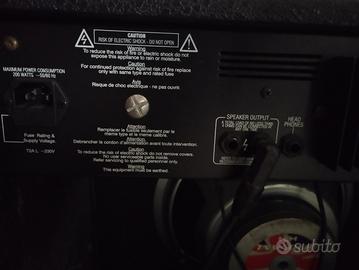 CAUTION
RISK OF ELECTRIC SHOCK - DO NOT OPEN
Warning
To reduce the risk of fire or electric shock do not
expose this appliance to rain or moisture.
Caution
For continued protection against risk of fire replace
only with same type and rated fuse
Avis
Risque de choc electrique - ne pas ouvrir
MAXIMUM POWER CONSUMPTION
200 WATTS ~50/60 Hz
Fuse Rating &
Supply Voltage.
~230V
Attention
Remplacer le fusible seulement par le
meme type et le meme calibre.
Attention
Debrancher le cordon d'alimentation avant toute intervention.
Caution
To reduce the risk of electric shock do not remove covers.
No user serviceable parts inside.
Refer servicing to qualified personnel only.
Warning
This equipment must be earthed.
SPEAKER OUTPUT
HEAD
PHONES
subito